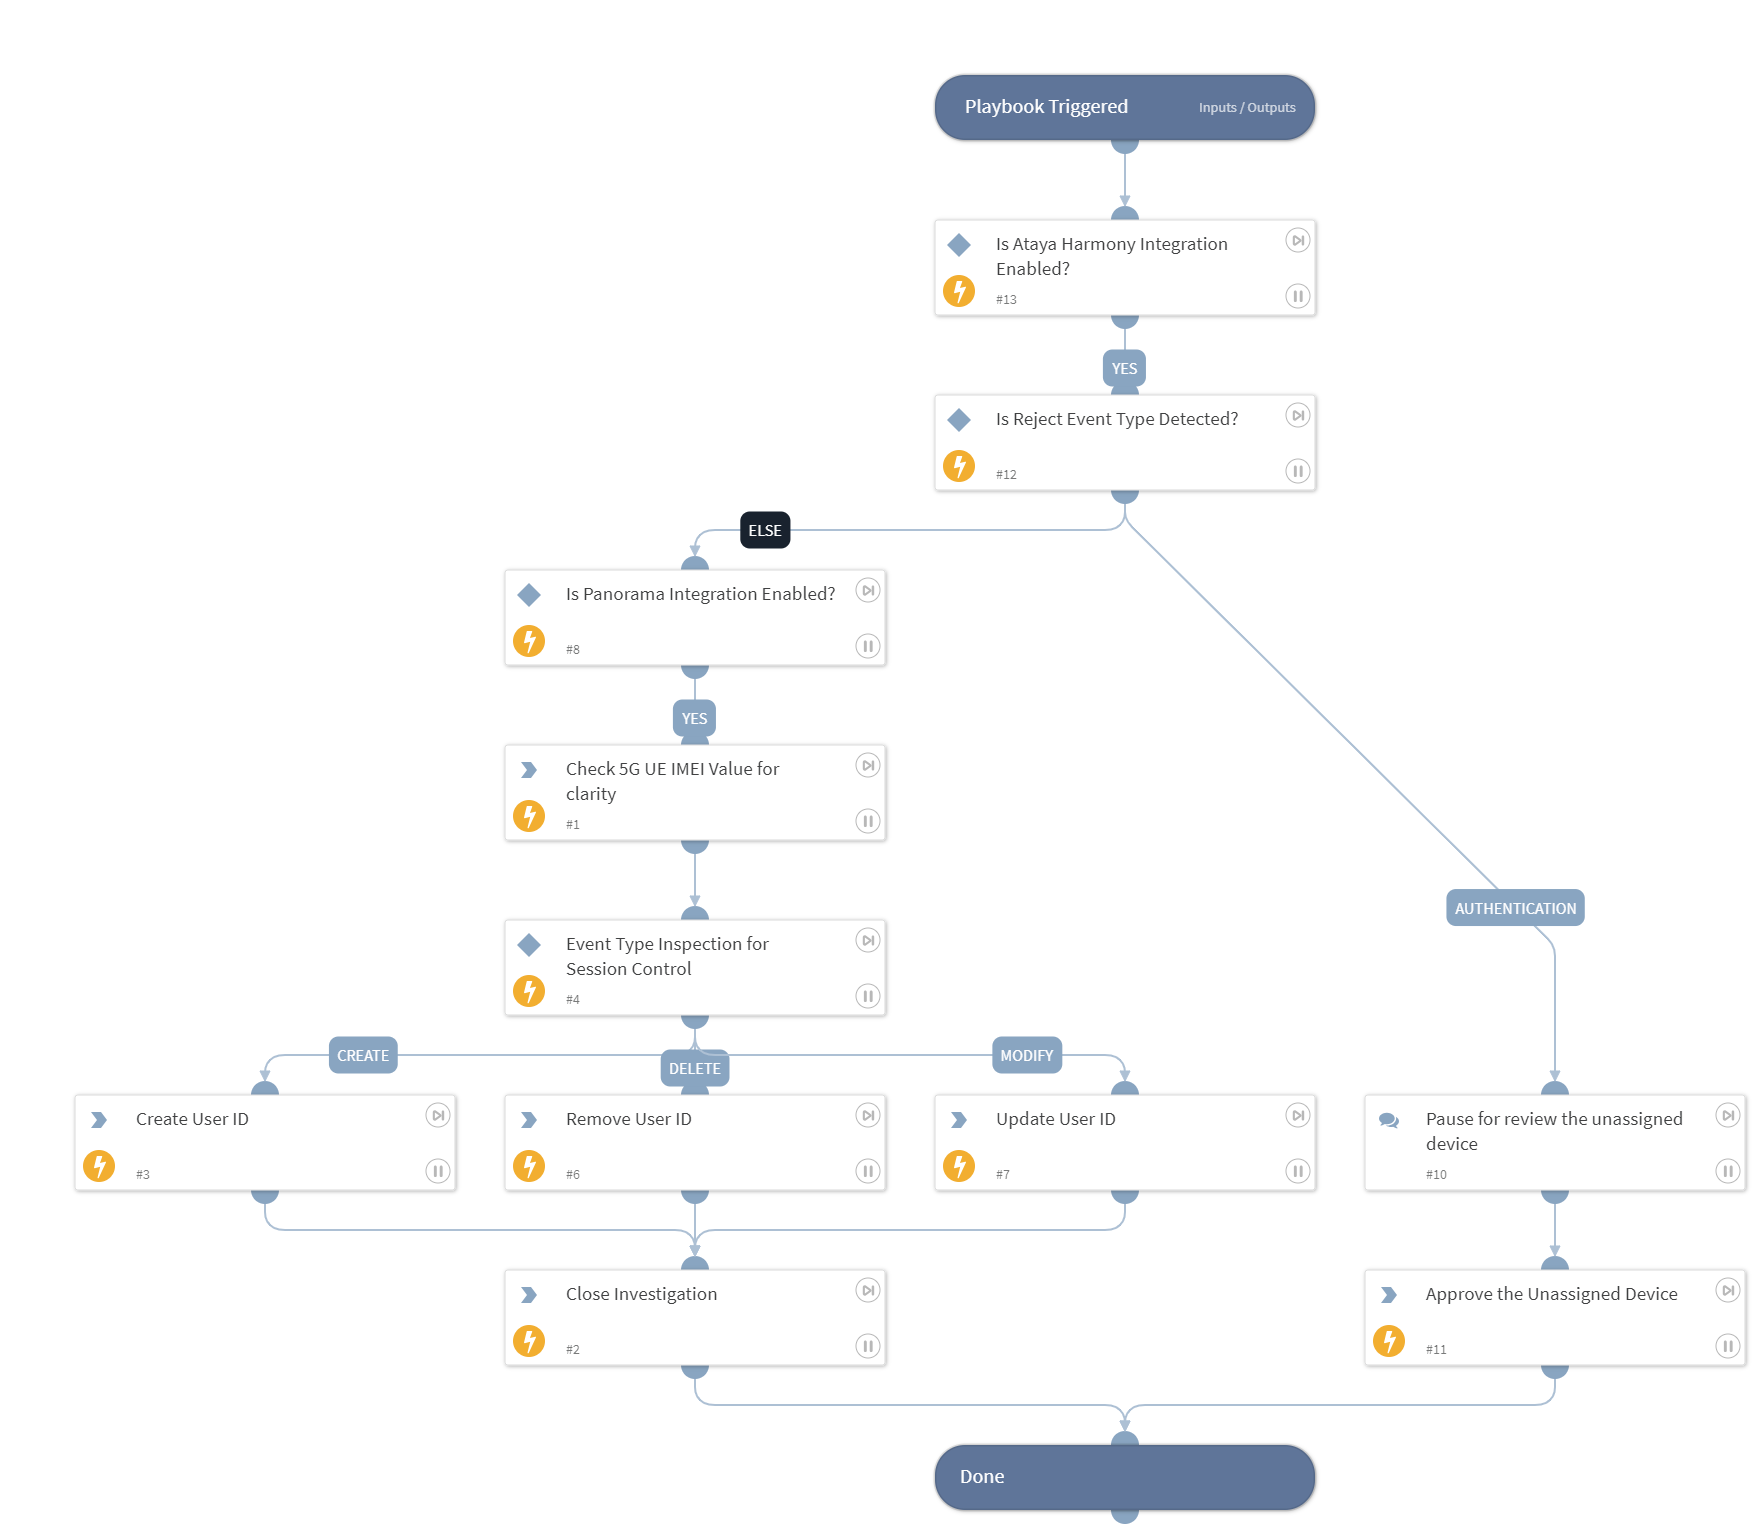 Playbook Triggered
Inputs / Outputs
Is Ataya Harmony Integration
Enabled?
#13
YES
Is Reject Event Type Detected?
#12
ELSE
Is Panorama Integration Enabled?
#8
YES
Check 5G UE IMEI Value for
clarity
#1
AUTHENTICATION
Event Type Inspection for
Session Control
#4
CREATE
DELETE
MODIFY
Create User ID
#3
Remove User ID
#6
Update User ID
#7
Pause for review the unassigned
device
#10
Close Investigation
#2
Approve the Unassigned Device
#11
Done